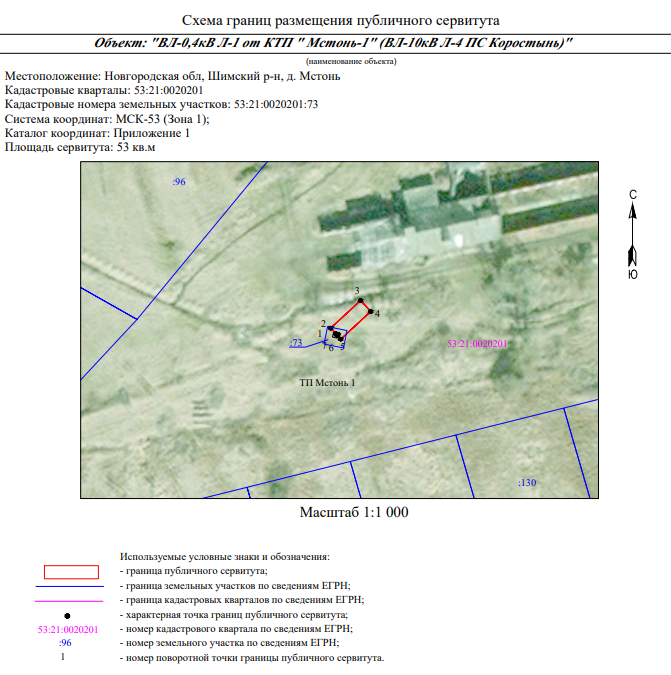 Схема границ размещения публичного сервитута
Объект: "ВЛ-0,4кВ Л-1 от КТП " Мстонь-1" (ВЛ-10кВ Л-4 ПС Коростынь)"
(наименование объекта)
Местоположение: Новгородская обл, Шимский р-н, д. Мстонь
Кадастровые кварталы: 53:21:0020201
Кадастровые номера земельных участков: 53:21:0020201:73
Система координат: МСК-53 (Зона 1);
Каталог координат: Приложение 1
Площадь сервитута: 53 кв.м
:96
С
Ю
3
4
2
1
:73
6
5
53:21:0020201
ТП Мстонь 1
:130
Масштаб 1:1 000
Используемые условные знаки и обозначения:
- граница публичного сервитута;
- граница земельных участков по сведениям ЕГРН;
- граница кадастровых кварталов по сведениям ЕГРН;
- характерная точка границ публичного сервитута;
53:21:0020201 - номер кадастрового квартала по сведениям ЕГРН;
:96 - номер земельного участка по сведениям ЕГРН;
1 - номер поворотной точки границы публичного сервитута.